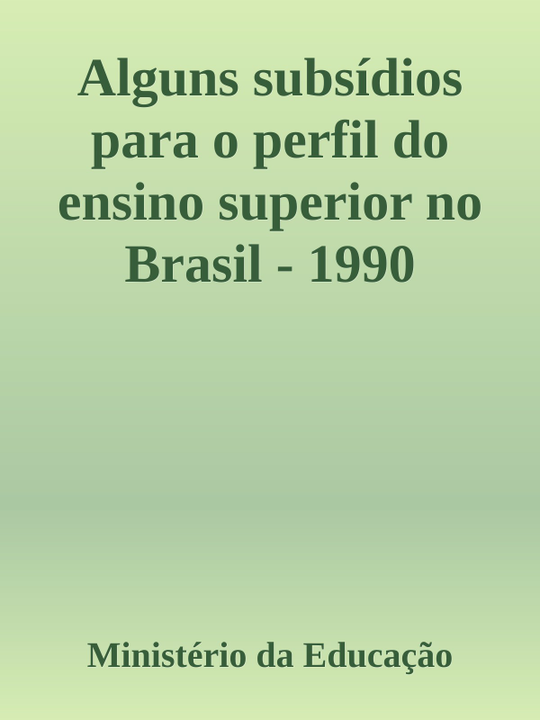 Alguns subsídios
para o perfil do
ensino superior no
Brasil - 1990
Ministério da Educação